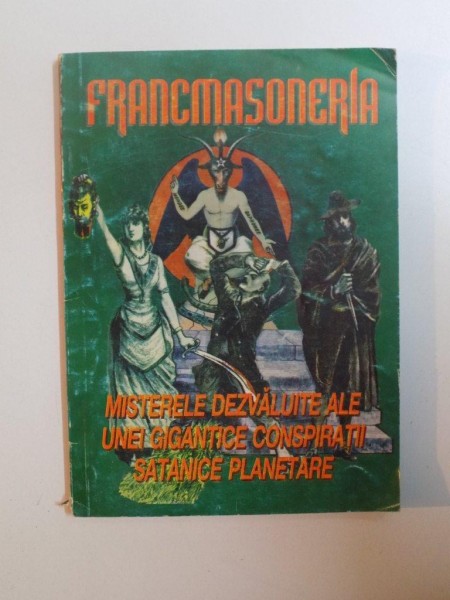 FRANCMASONERIA
MISTERELE DEZVĂLUITE ALE
UNEI GIGANTICE CONSPIRAȚII
SATANICE PLANETARE